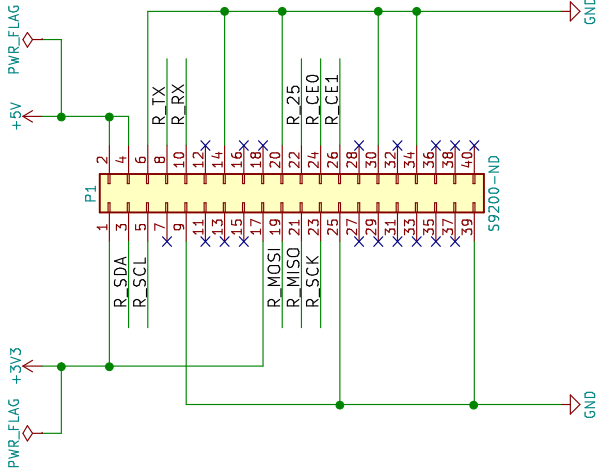 PWR_FLAG
GND
+5V
R_TX
R_RX
R_25
R_CE0
R_CE1
2 4 6 8 10 12 14 16 18 20 22 24 26 28 30 32 34 36 38 40
P1
S9200-ND
1 3 5 7 9 11 13 15 17 19 21 23 25 27 29 31 33 35 37 39
R_SDA
R_SCL
R_MOSI
R_MISO
R_SCK
+3V3
PWR_FLAG
GND